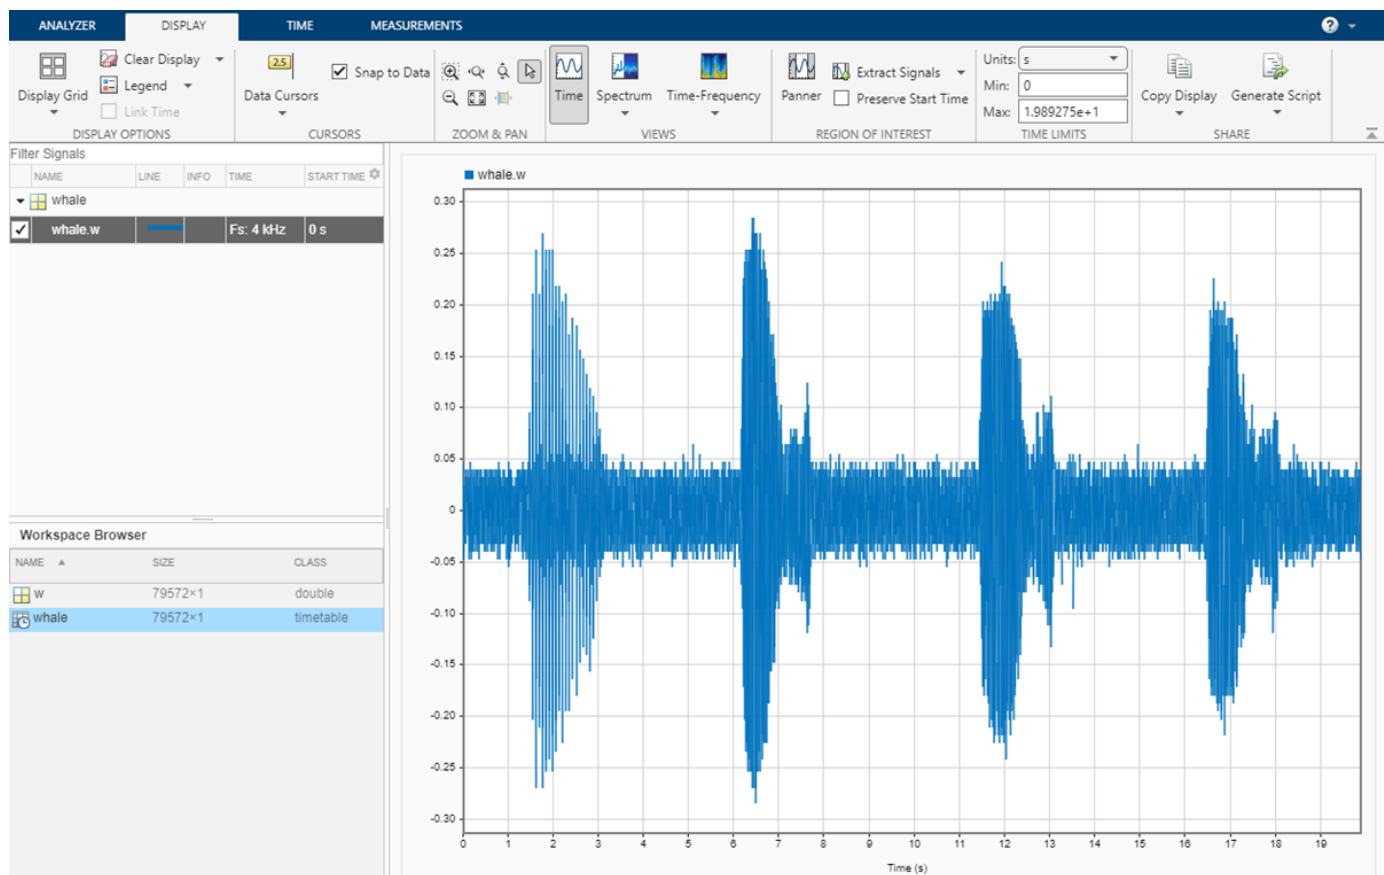 ANALYZER DISPLAY TIME MEASUREMENTS ?
Display Grid
Clear Display
Legend
Link Time
DISPLAY OPTIONS
2.5
Data Cursors
Snap to Data
CURSORS
ZOOM & PAN
Time Spectrum Time-Frequency
VIEWS
Panner
Extract Signals
Preserve Start Time
REGION OF INTEREST
Units: s
Min: 0
Max: 1.989275e+1
TIME LIMITS
Copy Display Generate Script
SHARE
Filter Signals
NAME LINE INFO TIME START TIME
whale
whale.w Fs: 4 kHz 0 s
Workspace Browser
NAME SIZE CLASS
w 79572×1 double
whale 79572×1 timetable
whale.w
0.30
0.25
0.20
0.15
0.10
0.05
0
-0.05
-0.10
-0.15
-0.20
-0.25
-0.30
0 1 2 3 4 5 6 7 8 9 10 11 12 13 14 15 16 17 18 19
Time (s)